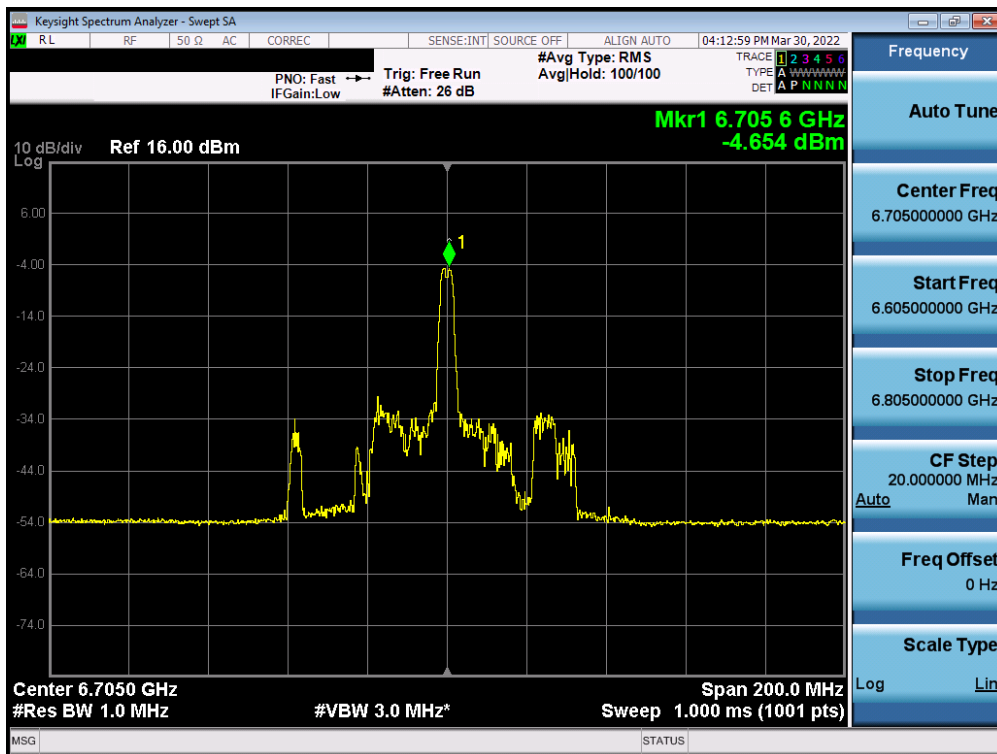 Keysight Spectrum Analyzer - Swept SA
LXI RL RF 50 Ω AC CORREC SENSE:INT SOURCE OFF ALIGN AUTO 04:12:59 PM Mar 30, 2022
PNO: Fast
IFGain:Low
Trig: Free Run
#Atten: 26 dB
#Avg Type: RMS
Avg|Hold: 100/100
TRACE 1 2 3 4 5 6
TYPE A WWWWW
DET A P N N N N
Mkr1 6.705 6 GHz
-4.654 dBm
10 dB/div Ref 16.00 dBm
Log
1
6.00
-4.00
-14.0
-24.0
-34.0
-44.0
-54.0
-64.0
-74.0
Center 6.7050 GHz Span 200.0 MHz
#Res BW 1.0 MHz #VBW 3.0 MHz* Sweep 1.000 ms (1001 pts)
MSG STATUS
Frequency
Auto Tune
Center Freq
6.705000000 GHz
Start Freq
6.605000000 GHz
Stop Freq
6.805000000 GHz
CF Step
20.000000 MHz
Auto Man
Freq Offset
0 Hz
Scale Type
Log Lin